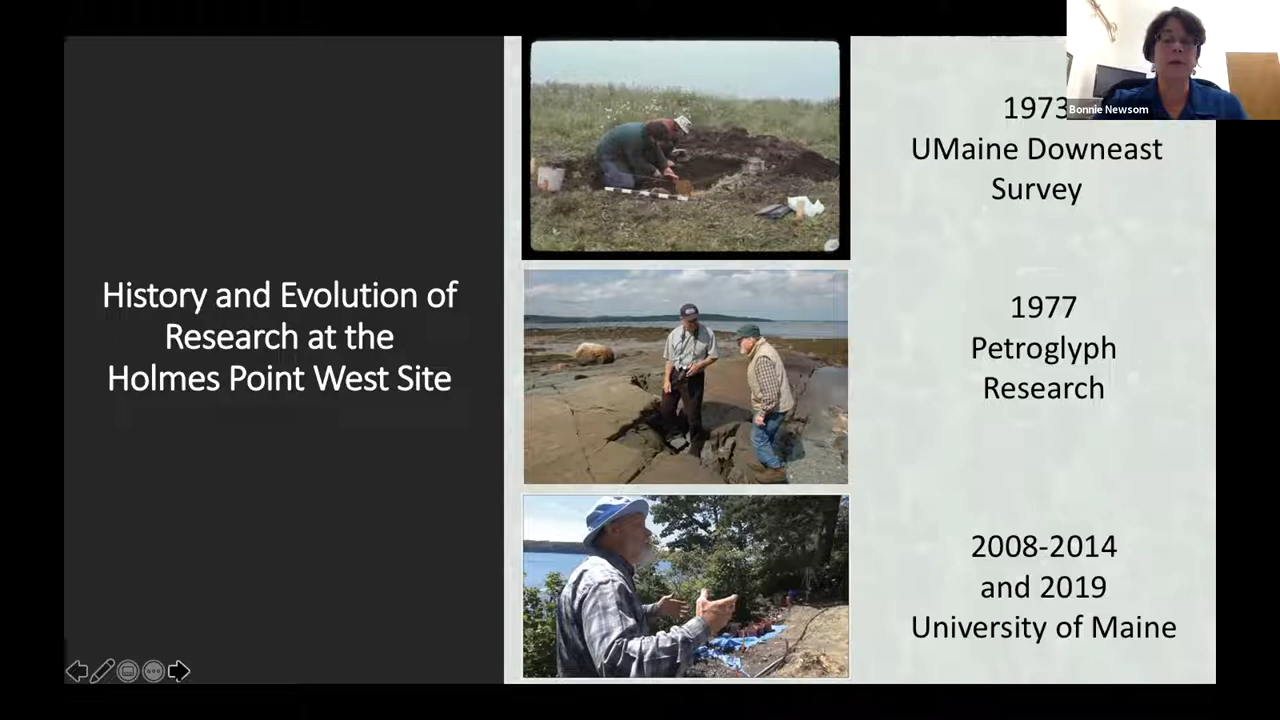 History and Evolution of
Research at the
Holmes Point West Site
1973
UMaine Downeast
Survey
1977
Petroglyph
Research
2008-2014
and 2019
University of Maine
Bonnie Newsom